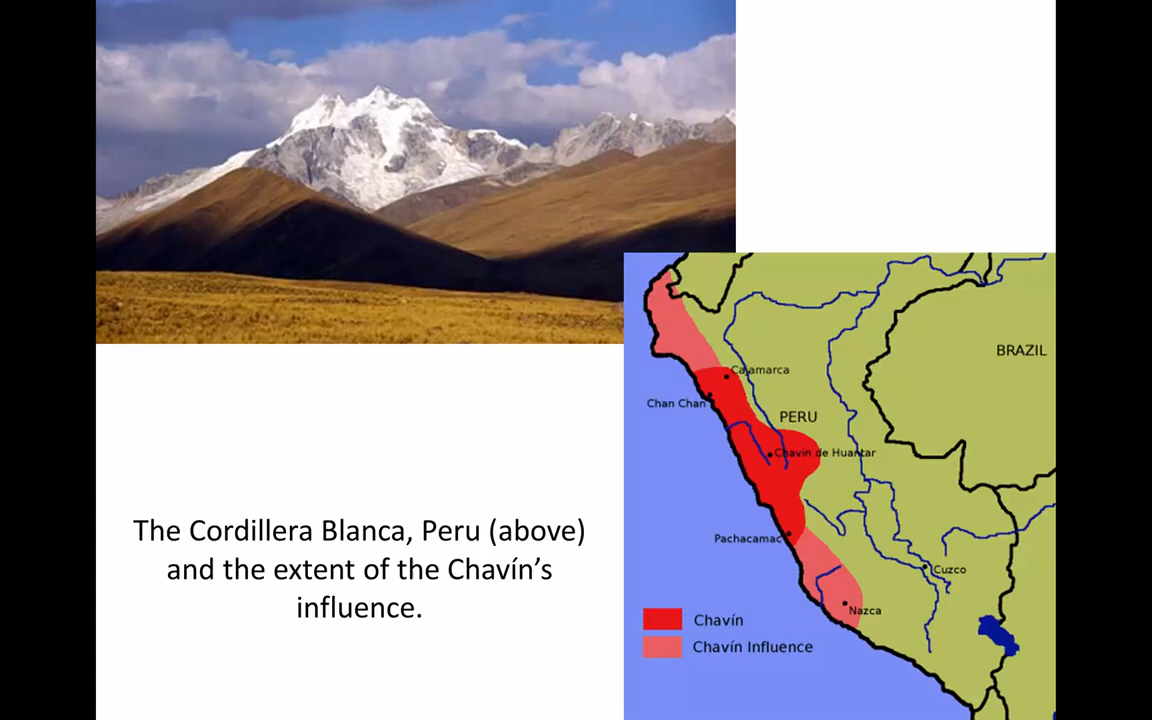 The Cordillera Blanca, Peru (above)
and the extent of the Chavín’s
influence.
BRAZIL
Cajamarca
Chan Chan
PERU
Chavin de Huantar
Pachacamac
Cuzco
Nazca
Chavín
Chavín Influence